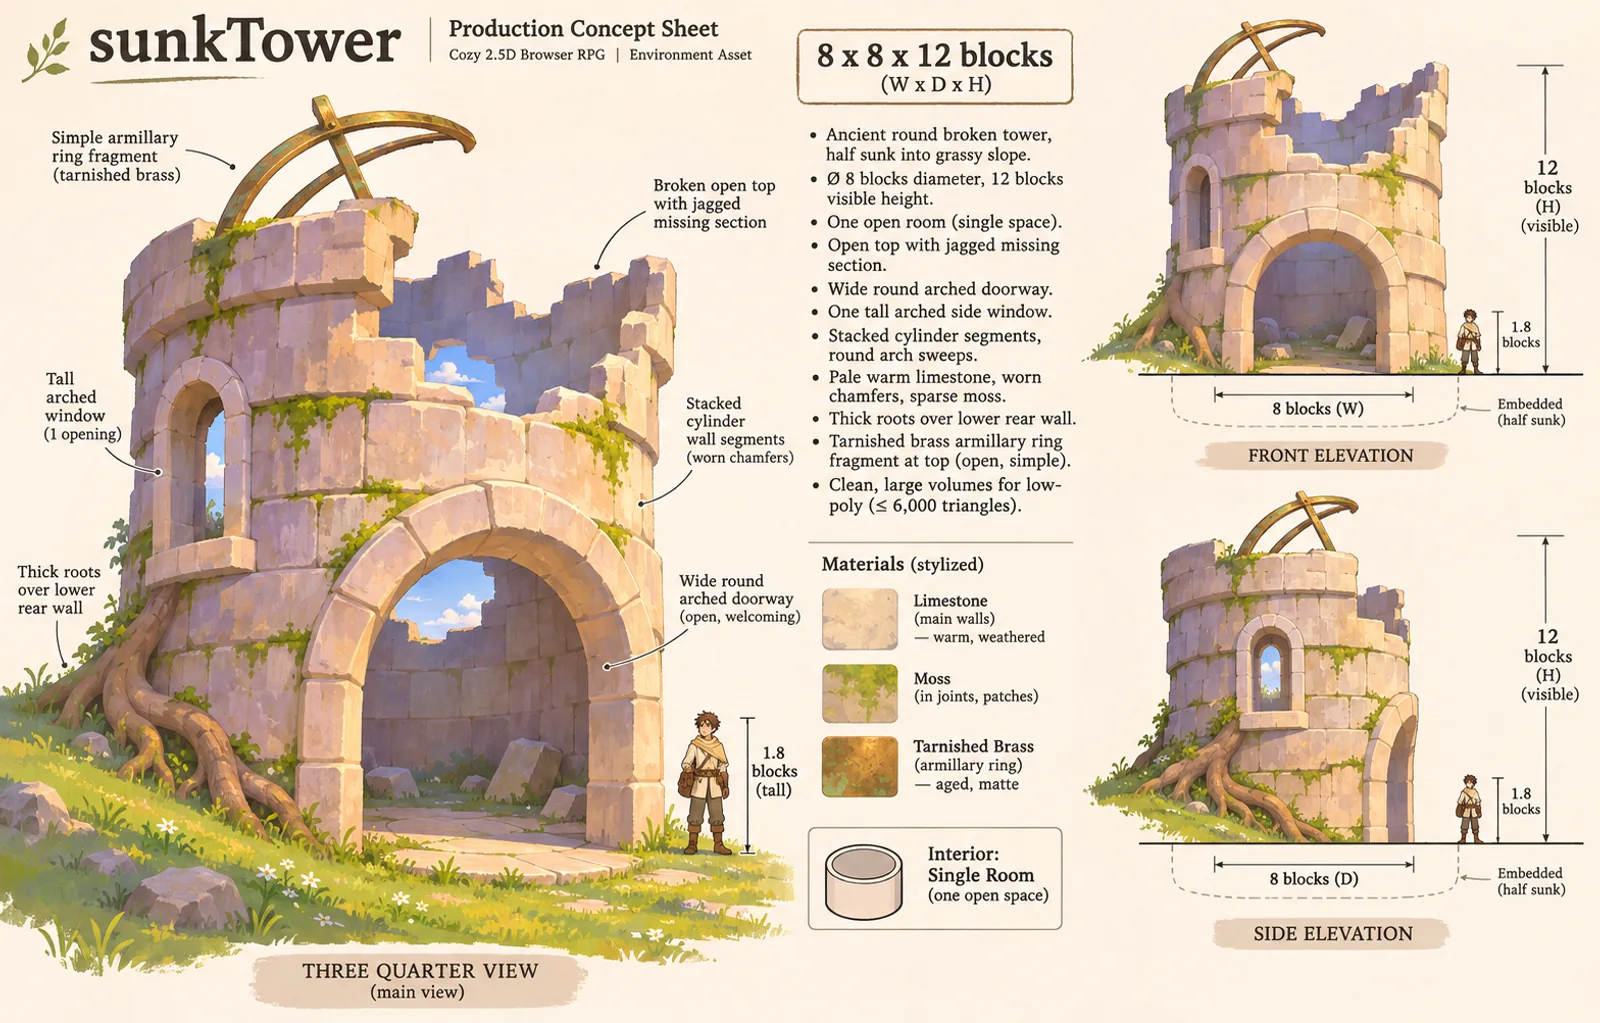 sunkTower
Production Concept Sheet
Cozy 2.5D Browser RPG | Environment Asset
Simple armillary
ring fragment
(tarnished brass)
Broken open top
with jagged
missing section
Tall
arched
window
(1 opening)
Stacked
cylinder
wall segments
(worn chamfers)
Thick roots
over lower
rear wall
Wide round
arched doorway
(open, welcoming)
1.8
blocks
(tall)
THREE QUARTER VIEW
(main view)
8 x 8 x 12 blocks
(W x D x H)
• Ancient round broken tower,
half sunk into grassy slope.
• Ø 8 blocks diameter, 12 blocks
visible height.
• One open room (single space).
• Open top with jagged missing
section.
• Wide round arched doorway.
• One tall arched side window.
• Stacked cylinder segments,
round arch sweeps.
• Pale warm limestone, worn
chamfers, sparse moss.
• Thick roots over lower rear wall.
• Tarnished brass armillary ring
fragment at top (open, simple).
• Clean, large volumes for low-
poly (≤ 6,000 triangles).
Materials (stylized)
Limestone
(main walls)
— warm, weathered
Moss
(in joints, patches)
Tarnished Brass
(armillary ring)
— aged, matte
Interior:
Single Room
(one open space)
12
blocks
(H)
(visible)
1.8
blocks
8 blocks (W)
Embedded
(half sunk)
FRONT ELEVATION
12
blocks
(H)
(visible)
1.8
blocks
8 blocks (D)
Embedded
(half sunk)
SIDE ELEVATION